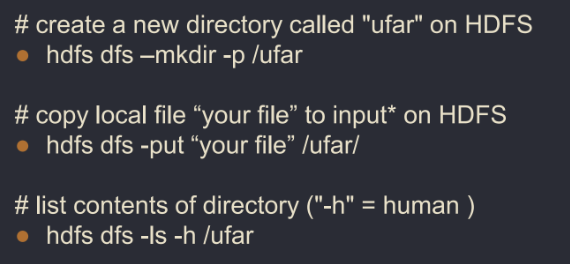 # create a new directory called "ufar" on HDFS
● hdfs dfs –mkdir -p /ufar
# copy local file “your file” to input* on HDFS
● hdfs dfs -put “your file” /ufar/
# list contents of directory ("-h" = human )
● hdfs dfs -ls -h /ufar